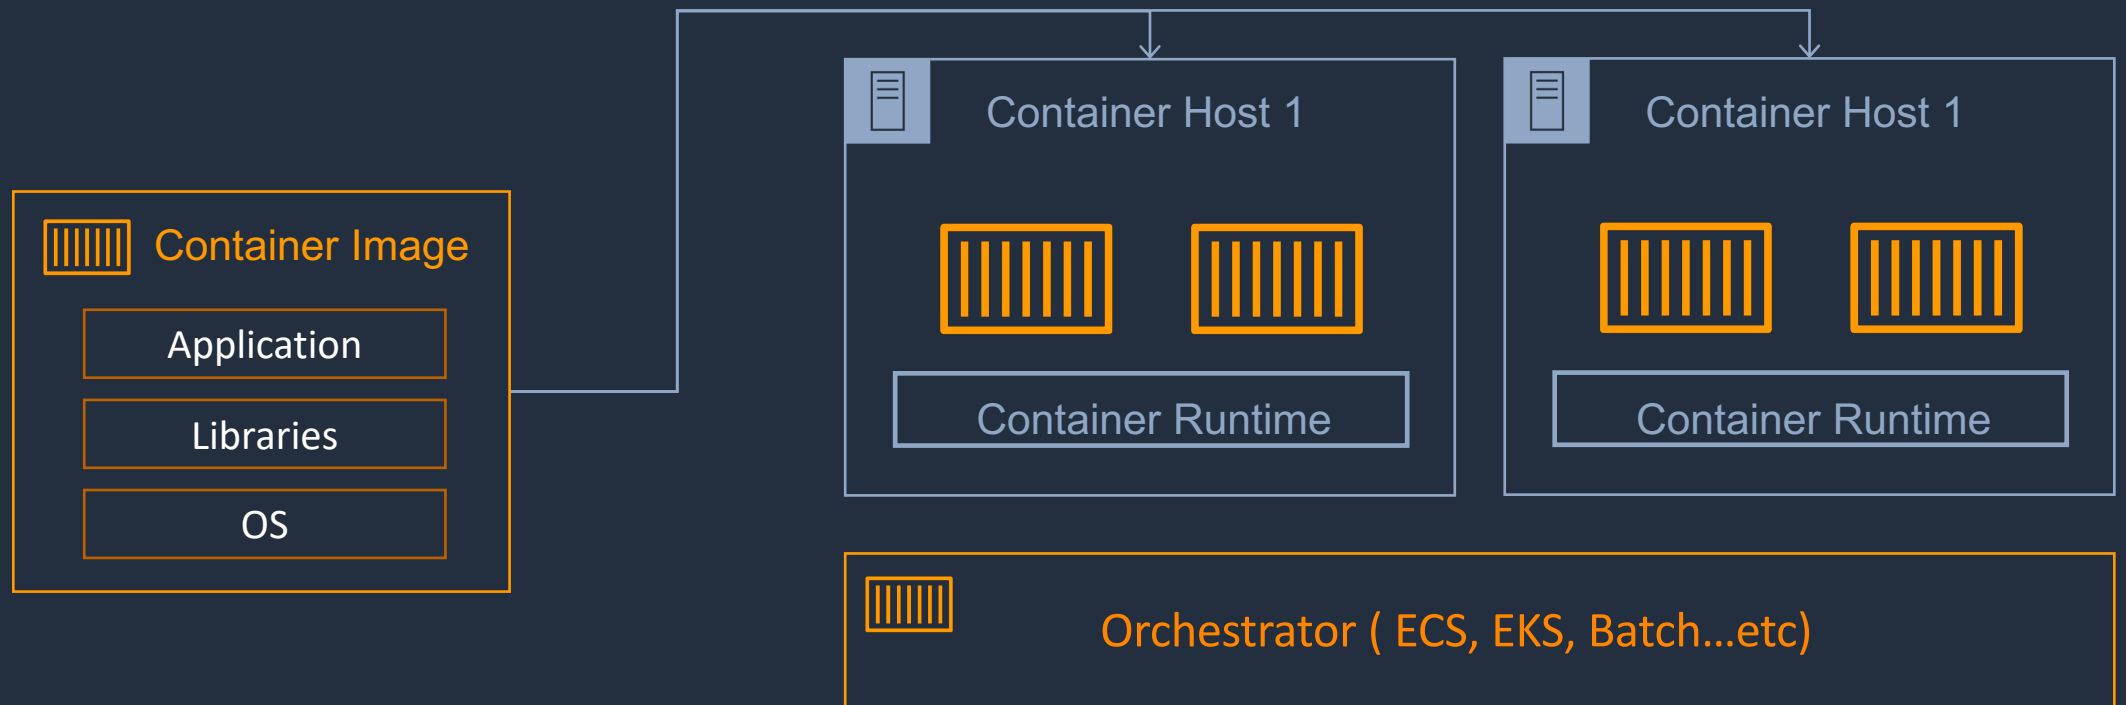 Container Image
Application
Libraries
OS
Container Host 1
Container Runtime
Container Host 1
Container Runtime
Orchestrator ( ECS, EKS, Batch...etc)